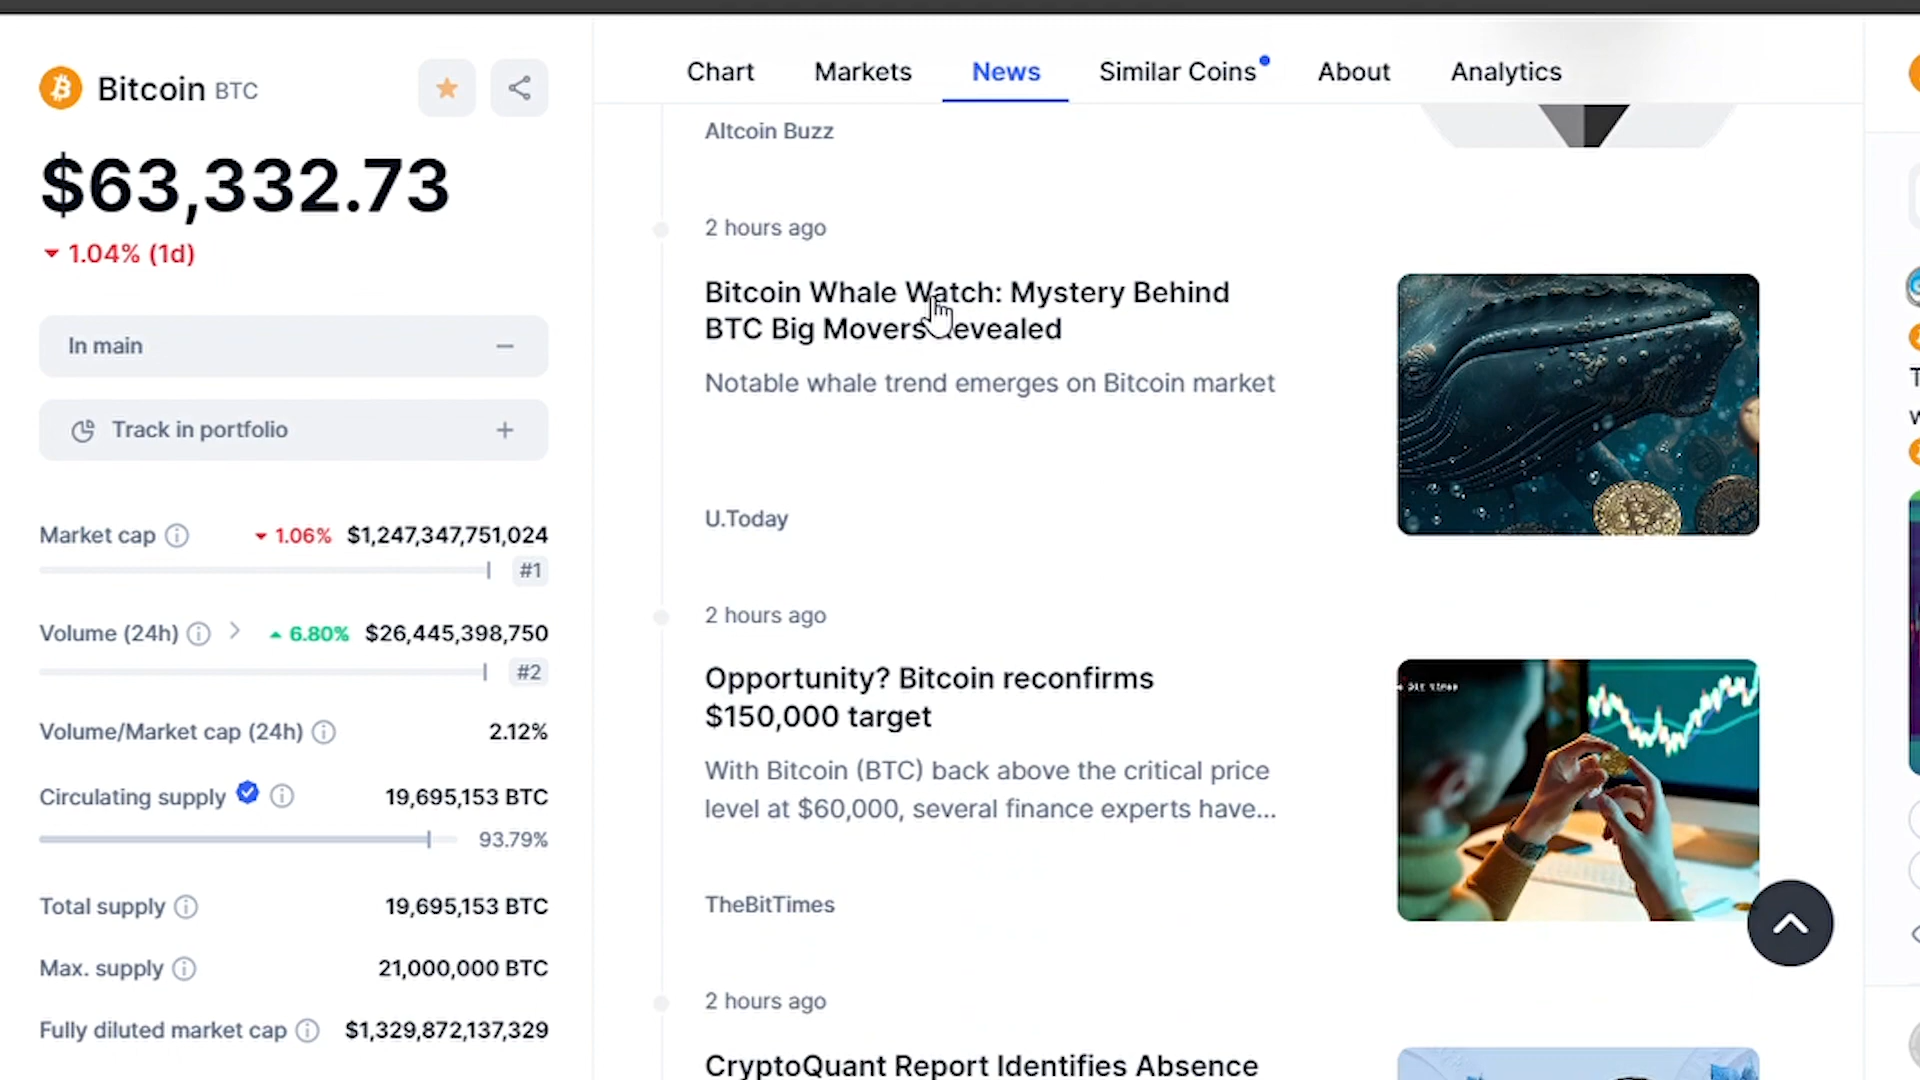 Bitcoin BTC
$63,332.73
1.04% (1d)
In main
Track in portfolio
Market cap 1.06% $1,247,347,751,024
#1
Volume (24h) 6.80% $26,445,398,750
#2
Volume/Market cap (24h) 2.12%
Circulating supply 19,695,153 BTC
93.79%
Total supply 19,695,153 BTC
Max. supply 21,000,000 BTC
Fully diluted market cap $1,329,872,137,329
Chart Markets News Similar Coins About Analytics
Altcoin Buzz
2 hours ago
Bitcoin Whale Watch: Mystery Behind
BTC Big Movers Revealed
Notable whale trend emerges on Bitcoin market
U.Today
2 hours ago
Opportunity? Bitcoin reconfirms
$150,000 target
With Bitcoin (BTC) back above the critical price
level at $60,000, several finance experts have...
TheBitTimes
2 hours ago
CryptoQuant Report Identifies Absence